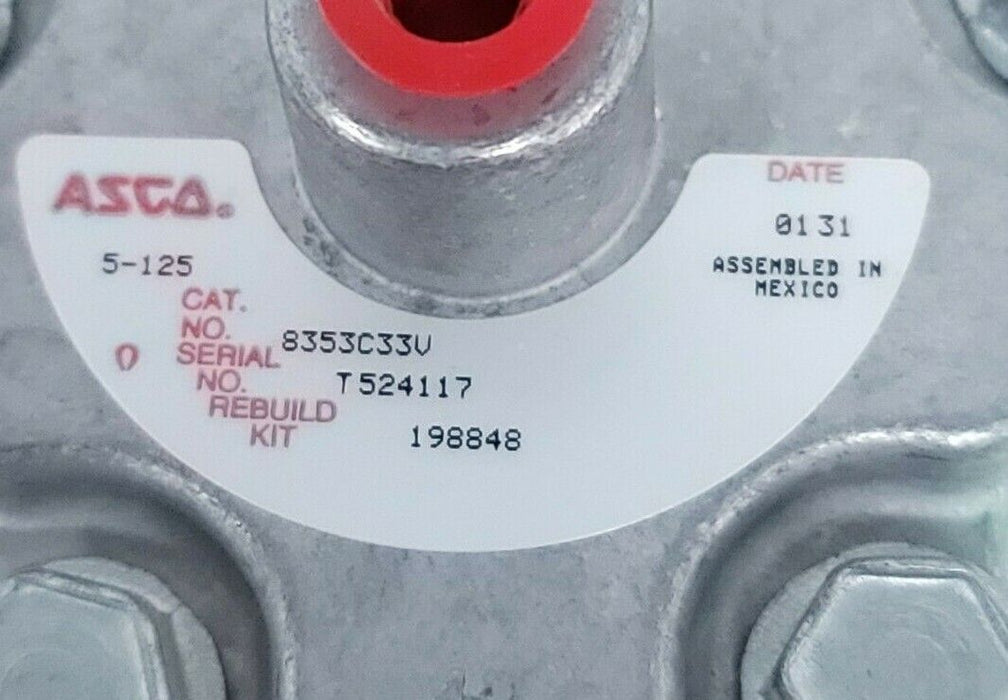 ASCO®
5-125
CAT.
NO. 8353C33V
SERIAL
NO. T524117
REBUILD
KIT 198848
DATE
0131
ASSEMBLED IN
MEXICO